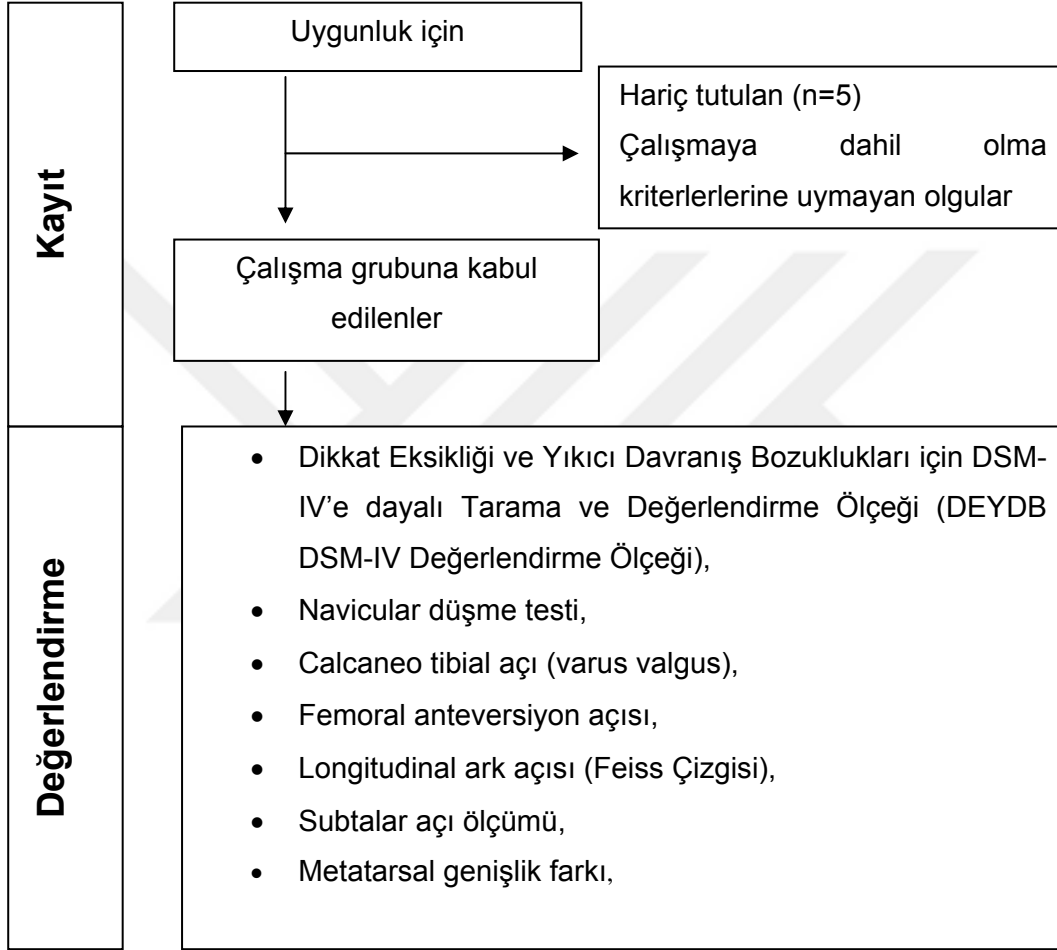 Uygunluk için
Hariç tutulan (n=5)
Çalışmaya dahil olma
kriterlerlerine uymayan olgular
Kayıt
Çalışma grubuna kabul
edilenler
Değerlendirme
• Dikkat Eksikliği ve Yıkıcı Davranış Bozuklukları için DSM-
IV’e dayalı Tarama ve Değerlendirme Ölçeği (DEYDB
DSM-IV Değerlendirme Ölçeği),
• Navicular düşme testi,
• Calcaneo tibial açı (varus valgus),
• Femoral anteversiyon açısı,
• Longitudinal ark açısı (Feiss Çizgisi),
• Subtalar açı ölçümü,
• Metatarsal genişlik farkı,